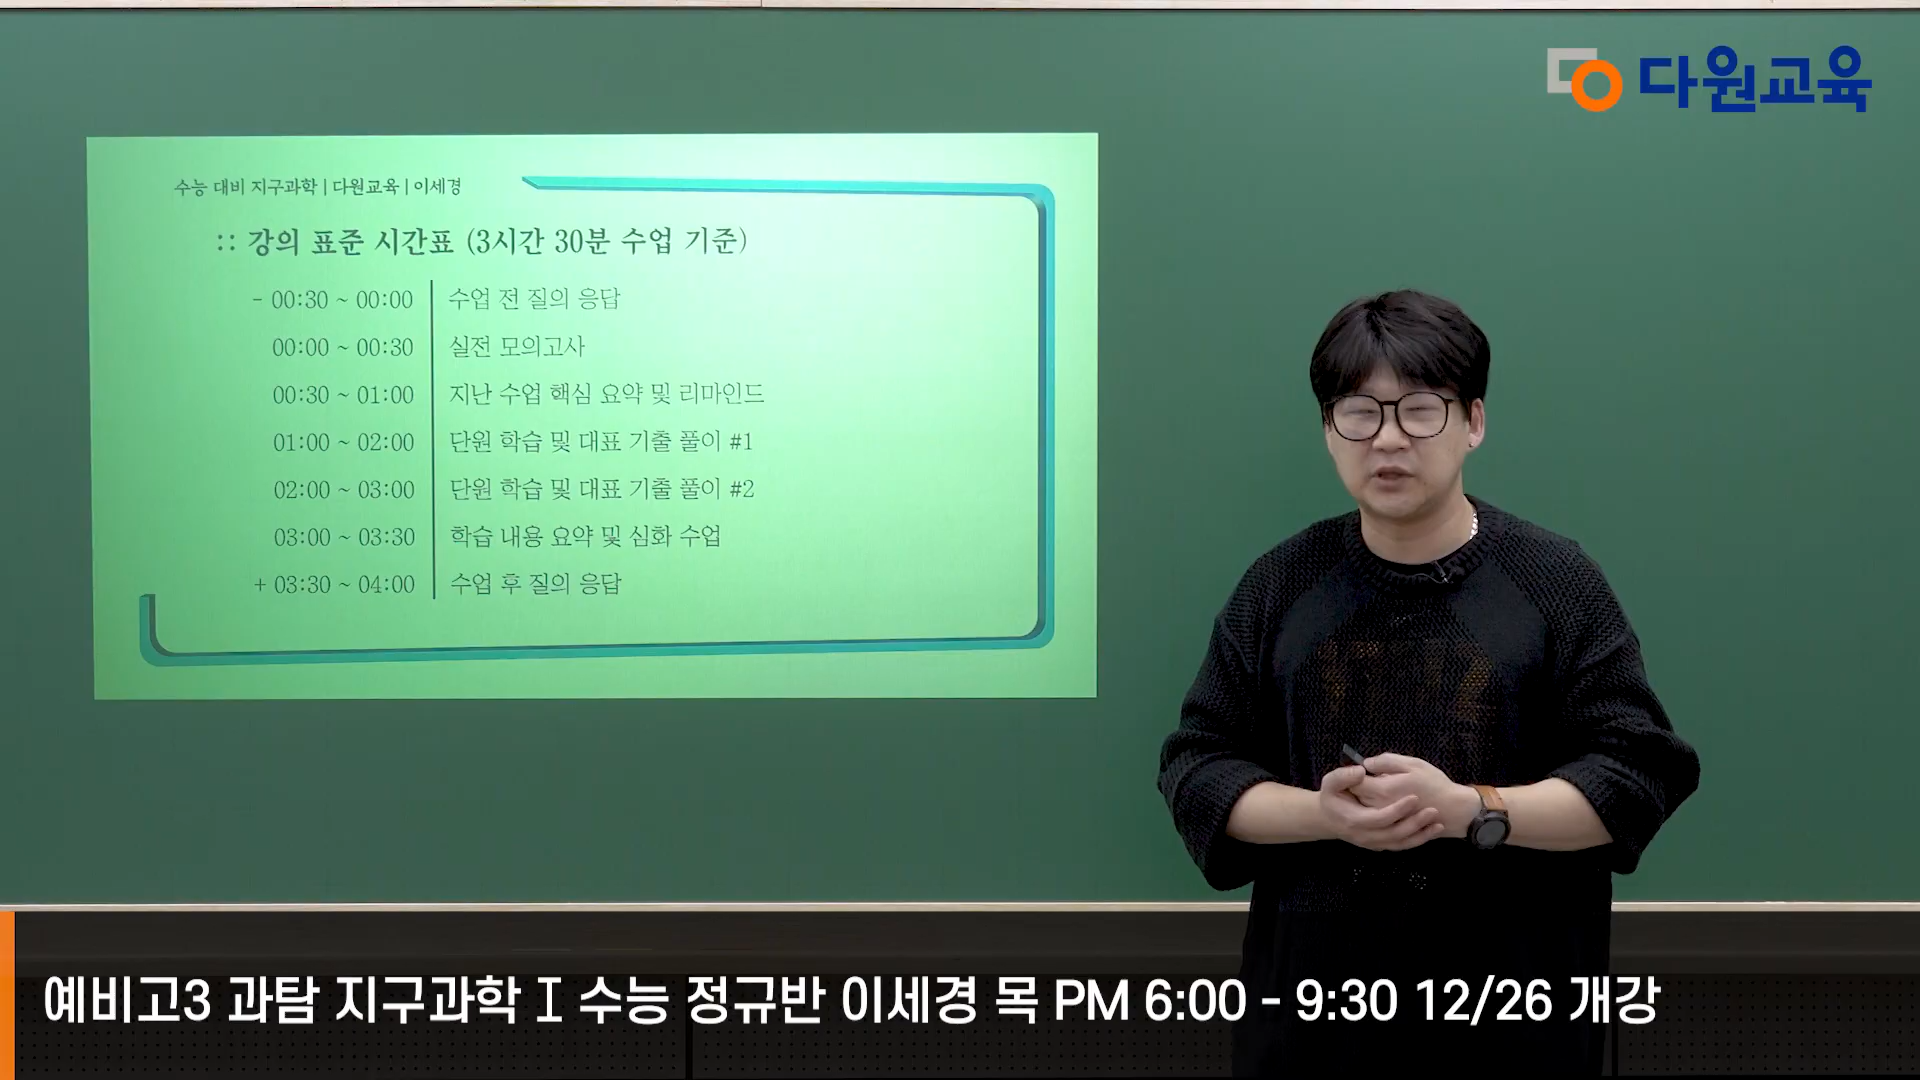 다원교육
수능 대비 지구과학 | 다원교육 | 이세경
:: 강의 표준 시간표 (3시간 30분 수업 기준)
- 00:30 ~ 00:00 수업 전 질의 응답
00:00 ~ 00:30 실전 모의고사
00:30 ~ 01:00 지난 수업 핵심 요약 및 리마인드
01:00 ~ 02:00 단원 학습 및 대표 기출 풀이 #1
02:00 ~ 03:00 단원 학습 및 대표 기출 풀이 #2
03:00 ~ 03:30 학습 내용 요약 및 심화 수업
+ 03:30 ~ 04:00 수업 후 질의 응답
예비고3 과탐 지구과학 I 수능 정규반 이세경 목 PM 6:00 - 9:30 12/26 개강